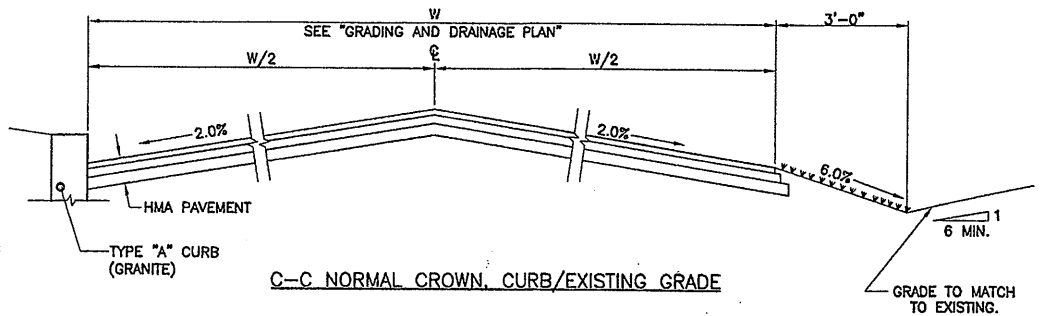 W
3'-0"
SEE "GRADING AND DRAINAGE PLAN"
℄
W/2
W/2
2.0%
2.0%
6.0%
HMA PAVEMENT
1
6 MIN.
TYPE "A" CURB
(GRANITE)
C-C NORMAL CROWN, CURB/EXISTING GRADE
GRADE TO MATCH
TO EXISTING.